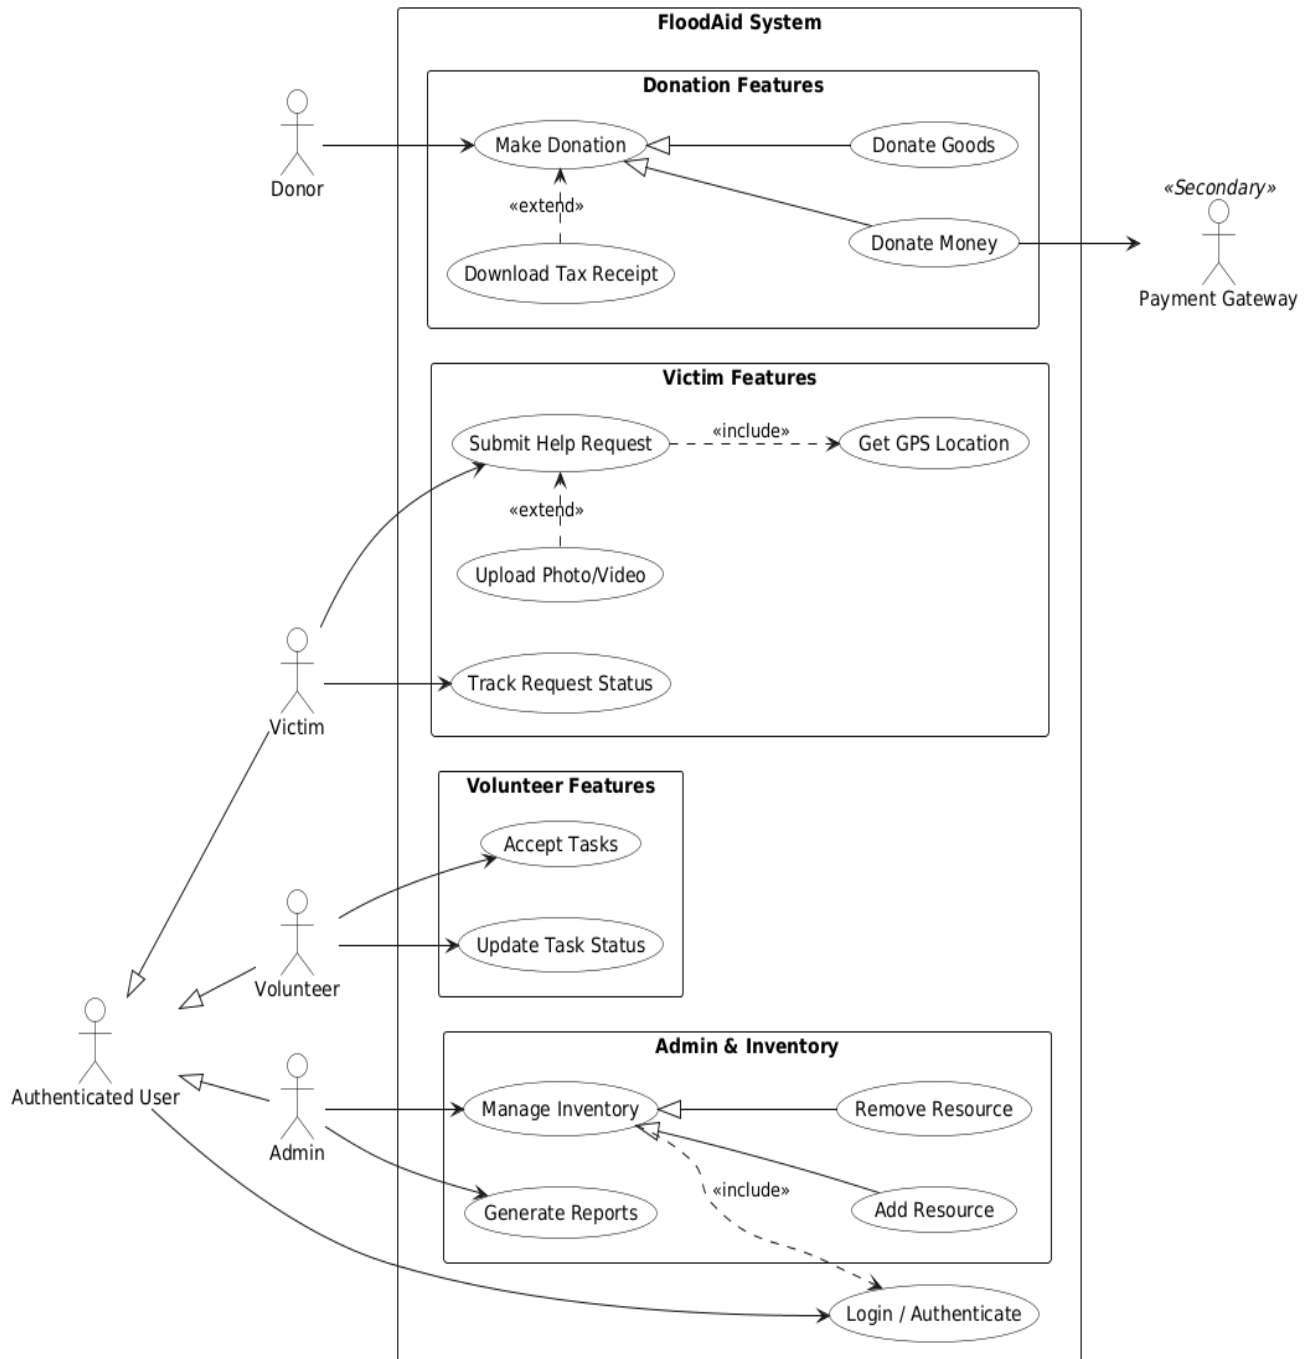 FloodAid System
Donation Features
Donor
Make Donation
Donate Goods
«extend»
Download Tax Receipt
Donate Money
«Secondary»
Payment Gateway
Victim Features
Submit Help Request
«include»
Get GPS Location
«extend»
Upload Photo/Video
Victim
Track Request Status
Volunteer Features
Accept Tasks
Volunteer
Update Task Status
Authenticated User
Admin & Inventory
Admin
Manage Inventory
Remove Resource
«include»
Generate Reports
Add Resource
Login / Authenticate